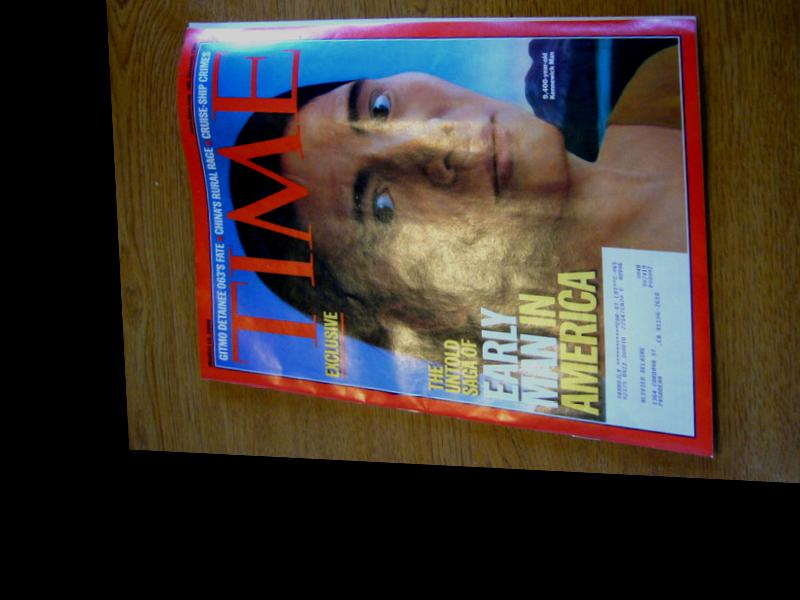 GITMO DETAINEE 063'S FATE • CHINA'S RURAL RAGE • CRUISE-SHIP CRIMES
TIME
EXCLUSIVE
THE
UNTOLD
SAGA OF
EARLY
MAN IN
AMERICA
9,400-year-old
Kennewick Man
PASADENA